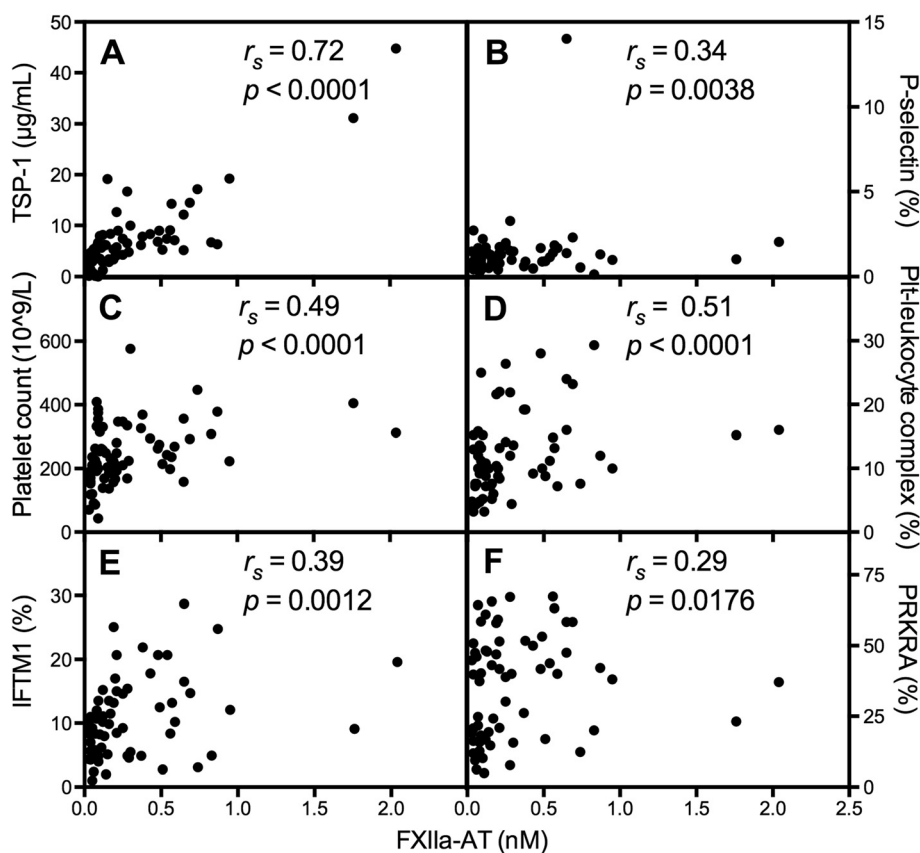 A
r_s = 0.72
p < 0.0001
TSP-1 (µg/mL)
50
40
30
20
10
0
B
r_s = 0.34
p = 0.0038
P-selectin (%)
15
10
5
0
C
r_s = 0.49
p < 0.0001
Platelet count (10^9/L)
600
400
200
0
D
r_s = 0.51
p < 0.0001
Plt-leukocyte complex (%)
30
20
10
0
E
r_s = 0.39
p = 0.0012
IFTM1 (%)
30
20
10
0
F
r_s = 0.29
p = 0.0176
PRKRA (%)
75
50
25
0
0.0 0.5 1.0 1.5 2.0 0.0 0.5 1.0 1.5 2.0 2.5
FXIIa-AT (nM)